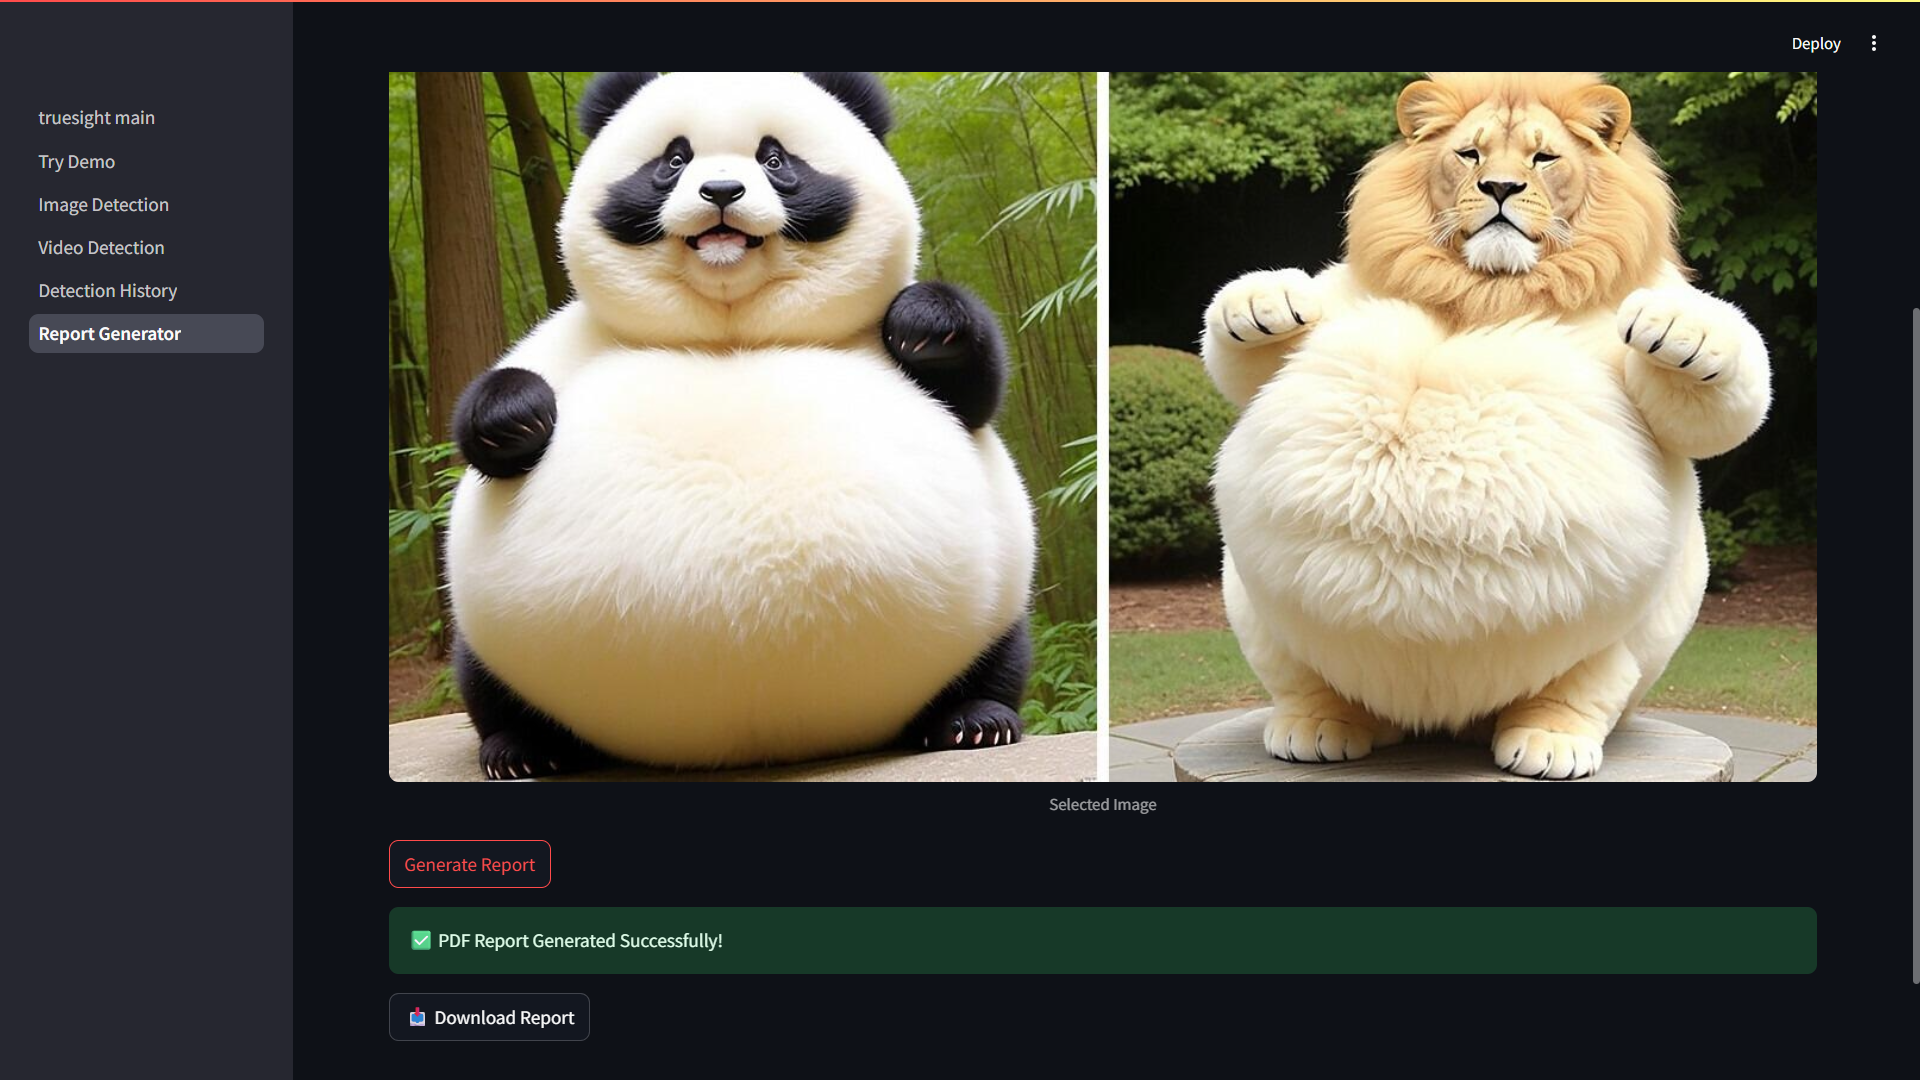 Deploy
truesight main
Try Demo
Image Detection
Video Detection
Detection History
Report Generator
Selected Image
Generate Report
✅ PDF Report Generated Successfully!
📥 Download Report